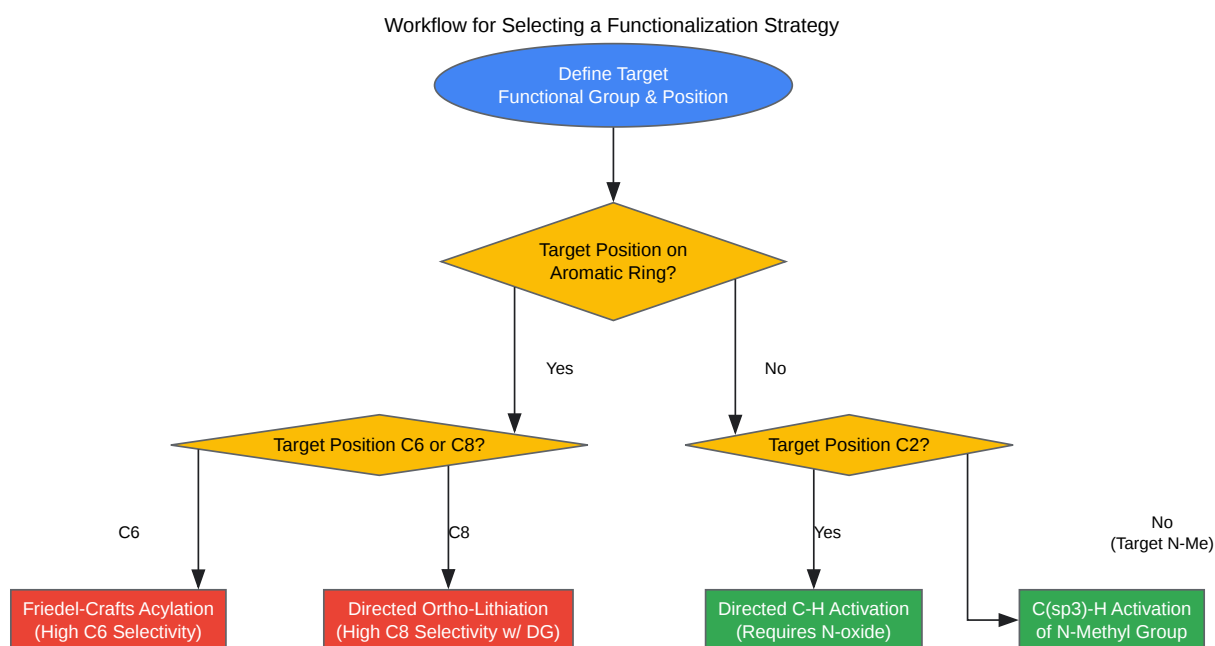 Workflow for Selecting a Functionalization Strategy
Define Target
Functional Group & Position
Target Position on
Aromatic Ring?
Yes
No
Target Position C6 or C8?
Target Position C2?
C6
C8
Yes
No
(Target N-Me)
Friedel-Crafts Acylation
(High C6 Selectivity)
Directed Ortho-Lithiation
(High C8 Selectivity w/ DG)
Directed C-H Activation
(Requires N-oxide)
C(sp3)-H Activation
of N-Methyl Group